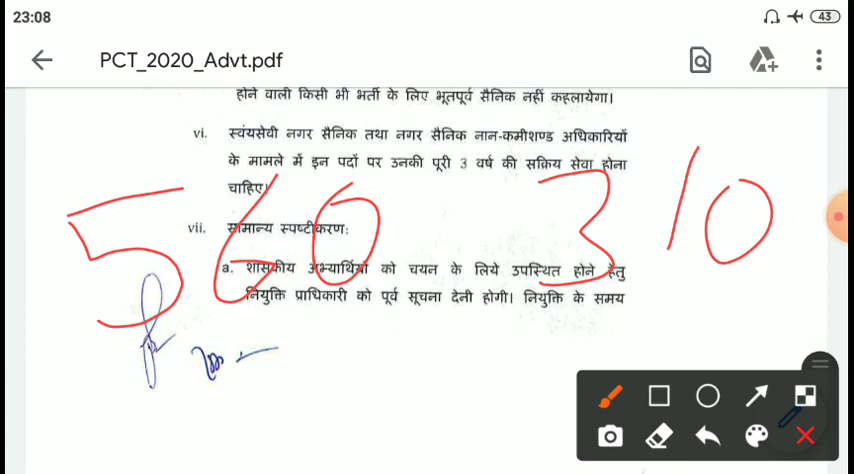 23:08 43
PCT_2020_Advt.pdf
होने वाली किसी भी भर्ती के लिए भूतपूर्व सैनिक नहीं कहलायेगा।
vi. स्वंयसेवी नगर सैनिक तथा नगर सैनिक नान-कमीशण्ड अधिकारियों
के मामले में इन पदों पर उनकी पूरी 3 वर्ष की सक्रिय सेवा होना
चाहिए।
560 310
vii. सामान्य स्पष्टीकरण:
a. शासकीय अभ्यार्थियों को चयन के लिये उपस्थित होने हेतु
नियुक्ति प्राधिकारी को पूर्व सूचना देनी होगी। नियुक्ति के समय